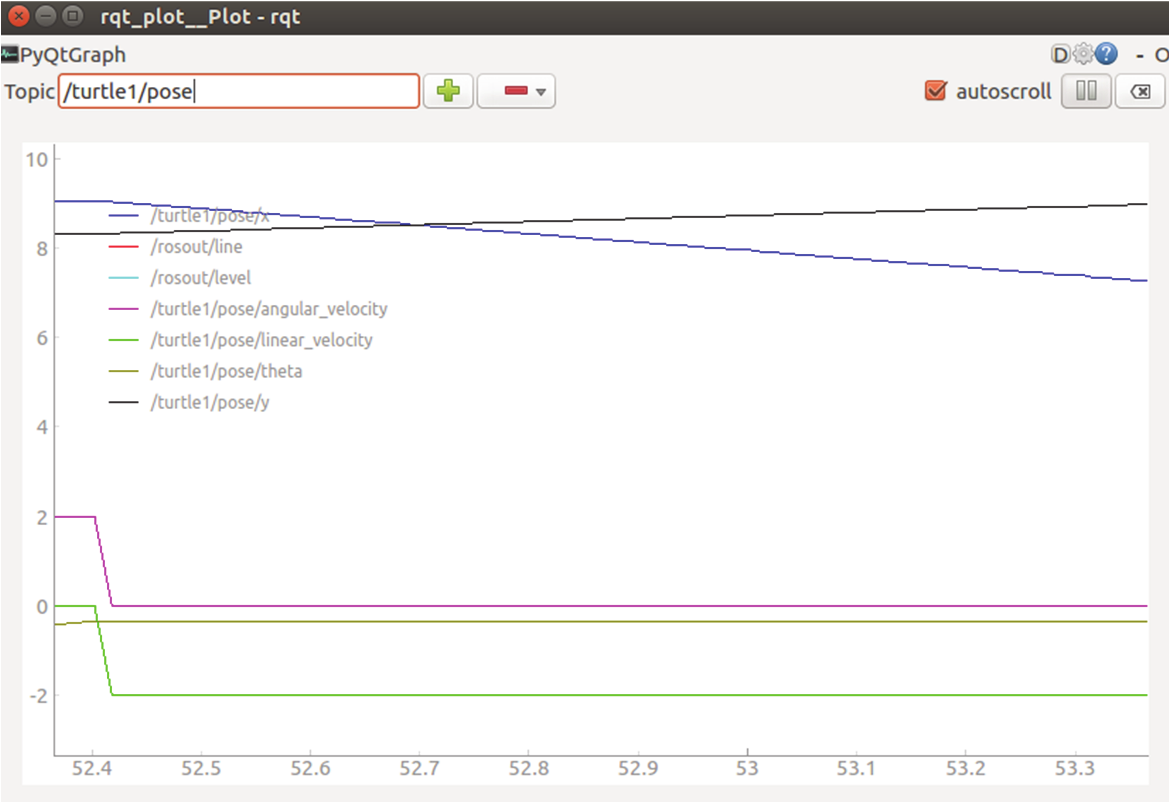 rqt_plot__Plot - rqt
PyQtGraph D ? - O
Topic /turtle1/pose autoscroll
10
8
6
4
2
0
-2
/turtle1/pose/x
/rosout/line
/rosout/level
/turtle1/pose/angular_velocity
/turtle1/pose/linear_velocity
/turtle1/pose/theta
/turtle1/pose/y
52.4 52.5 52.6 52.7 52.8 52.9 53 53.1 53.2 53.3